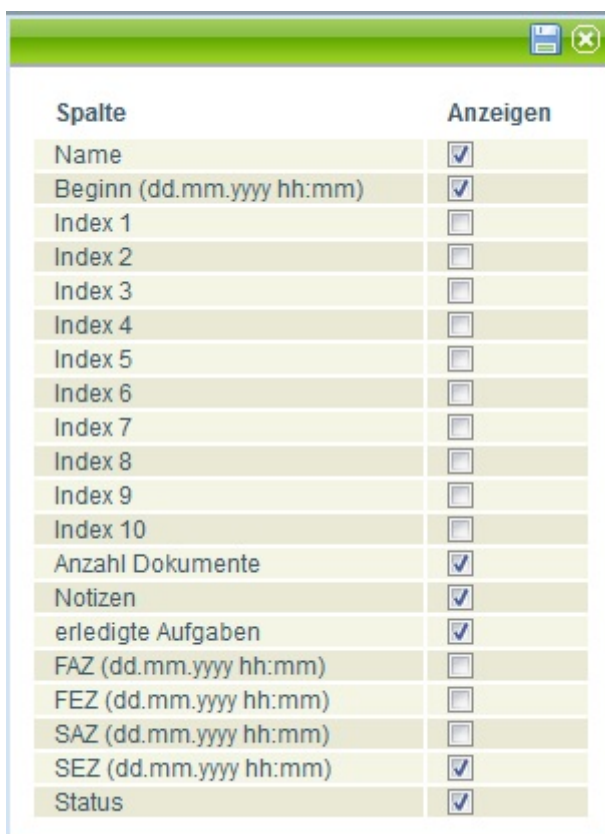 Spalte Anzeigen
Name
Beginn (dd.mm.yyyy hh:mm)
Index 1
Index 2
Index 3
Index 4
Index 5
Index 6
Index 7
Index 8
Index 9
Index 10
Anzahl Dokumente
Notizen
erledigte Aufgaben
FAZ (dd.mm.yyyy hh:mm)
FEZ (dd.mm.yyyy hh:mm)
SAZ (dd.mm.yyyy hh:mm)
SEZ (dd.mm.yyyy hh:mm)
Status